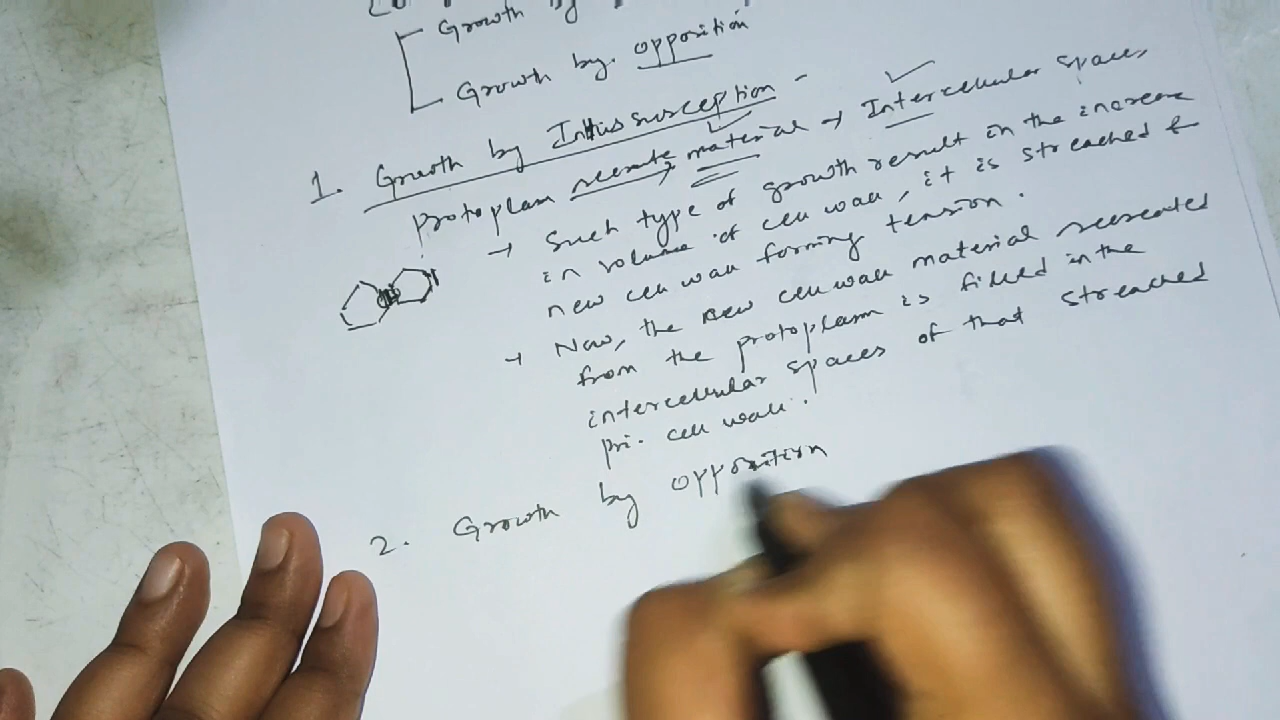 Growth by
Growth by. opposition
1. Growth by Intussusception -
Protoplasm secrete material → Intercellular spaces
→ Such type of growth result in the increase
in volume of cell wall, it is streached &
new cell wall forming tension.
→ Now, the new cell wall material secreated
from the protoplasm is filled in the
intercellular spaces of that streached
pri. cell wall.
2. Growth by opposition